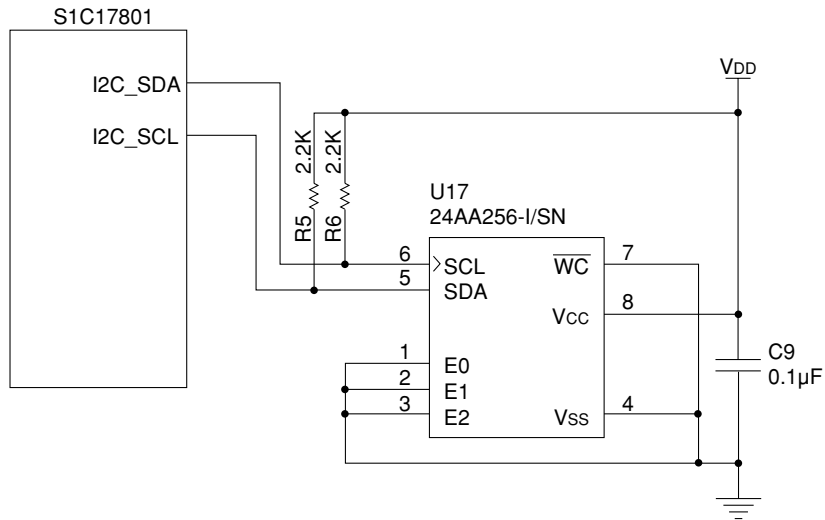 S1C17801
I2C_SDA
I2C_SCL
VDD
2.2K
2.2K
R5
R6
U17
24AA256-I/SN
6
SCL
5
SDA
1
E0
2
E1
3
E2
WC
7
VCC
8
VSS
4
C9
0.1µF